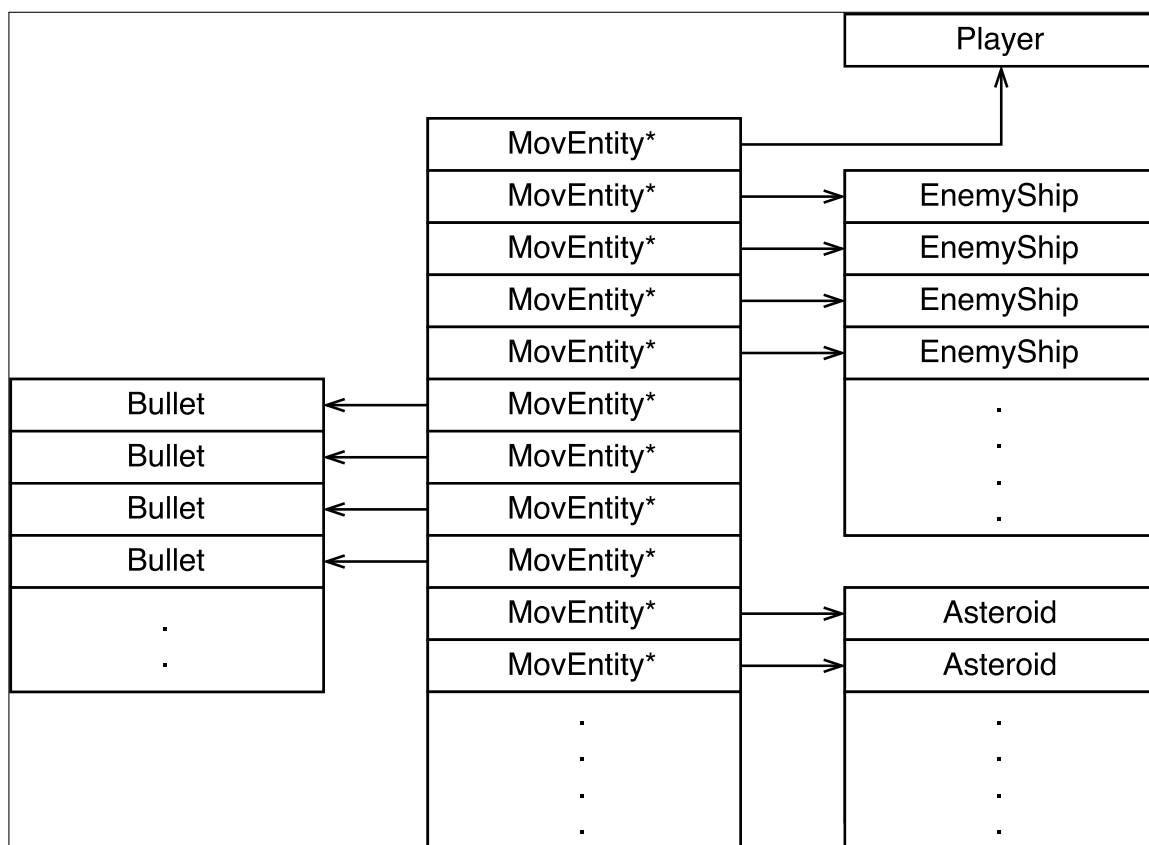 Player
MovEntity*
MovEntity*
EnemyShip
MovEntity*
EnemyShip
MovEntity*
EnemyShip
MovEntity*
EnemyShip
Bullet
MovEntity*
.
Bullet
MovEntity*
.
Bullet
MovEntity*
.
.
Bullet
MovEntity*
MovEntity*
Asteroid
.
.
MovEntity*
Asteroid
.
.
.
.
.
.
.
.